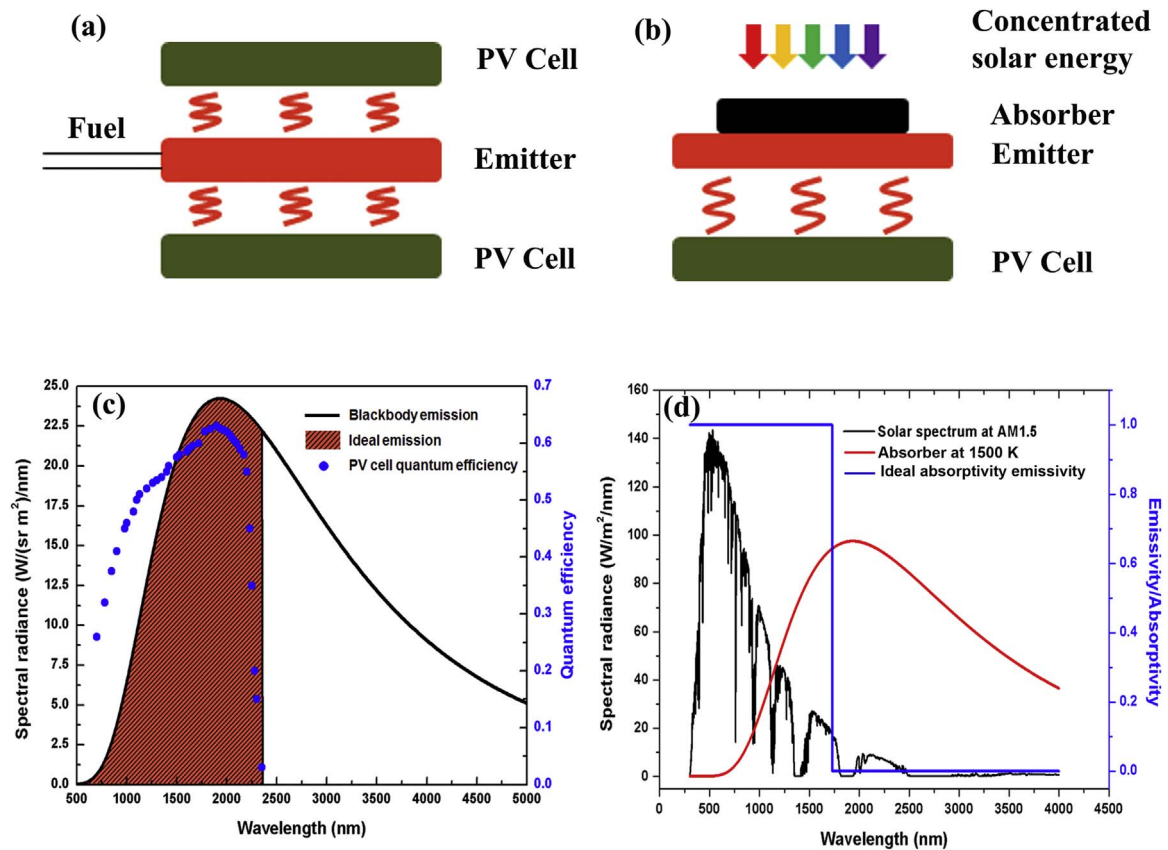 (a)
PV Cell
Fuel
Emitter
PV Cell
(b)
Concentrated
solar energy
Absorber
Emitter
PV Cell
(c)
25.0
22.5
20.0
17.5
15.0
12.5
10.0
7.5
5.0
2.5
0.0
Spectral radiance (W/(sr m²)/nm)
Blackbody emission
Ideal emission
PV cell quantum efficiency
0.7
0.6
0.5
0.4
0.3
0.2
0.1
0.0
Quantum efficiency
500 1000 1500 2000 2500 3000 3500 4000 4500 5000
Wavelength (nm)
(d)
160
140
120
100
80
60
40
20
0
Spectral radiance (W/m²/nm)
Solar spectrum at AM1.5
Absorber at 1500 K
Ideal absorptivity emissivity
1.0
0.8
0.6
0.4
0.2
0.0
Emissivity/Absorptivity
0 500 1000 1500 2000 2500 3000 3500 4000 4500
Wavelength (nm)